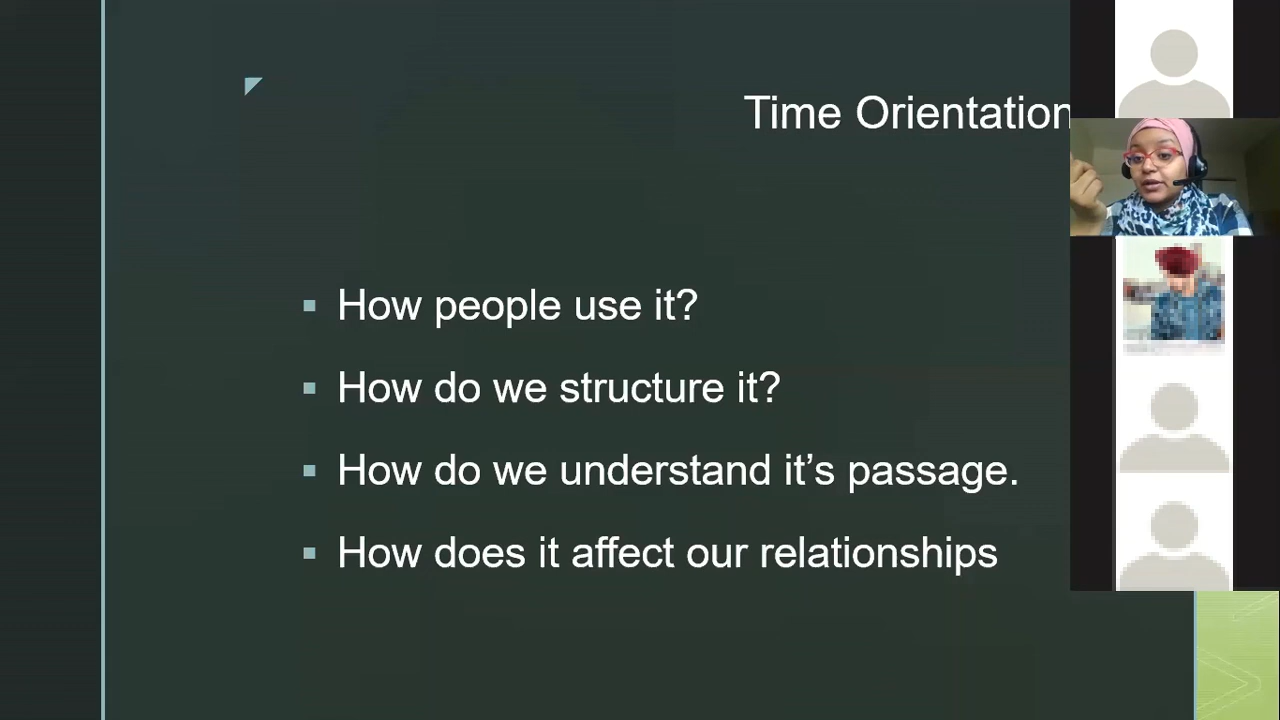 Time Orientation
How people use it?
How do we structure it?
How do we understand it’s passage.
How does it affect our relationships